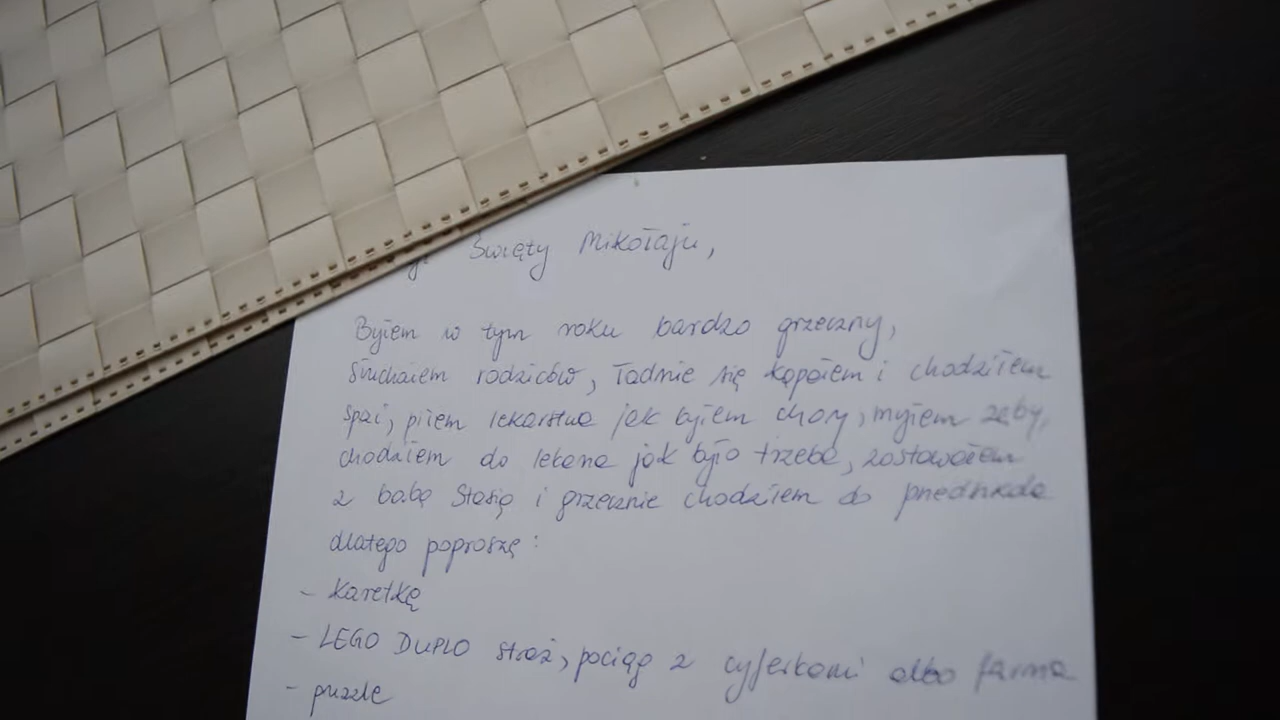 Święty Mikołaju,
Byłem w tym roku bardzo grzeczny,
słuchałem rodziców, ładnie się kąpałem i chodziłem
spać, piłem lekarstwa jak byłem chory, myłem zęby,
chodziłem do lekarza jak było trzeba, zostawałem
z babą Stasią i grzecznie chodziłem do przedszkola
dlatego poproszę:
- karetkę
- LEGO DUPLO straż, pociąg z cyferkami albo farma
- puzzle